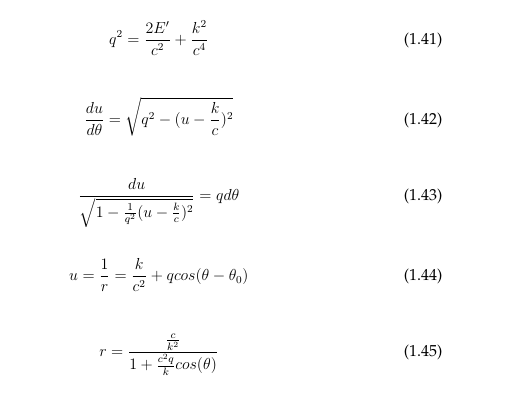 q^2 = \frac{2E'}{c^2} + \frac{k^2}{c^4} (1.41)
\frac{du}{d\theta} = \sqrt{q^2 - (u - \frac{k}{c})^2} (1.42)
\frac{du}{\sqrt{1 - \frac{1}{q^2}(u - \frac{k}{c})^2}} = qd\theta (1.43)
u = \frac{1}{r} = \frac{k}{c^2} + qcos(\theta - \theta_0) (1.44)
r = \frac{\frac{c}{k^2}}{1 + \frac{c^2q}{k}cos(\theta)} (1.45)